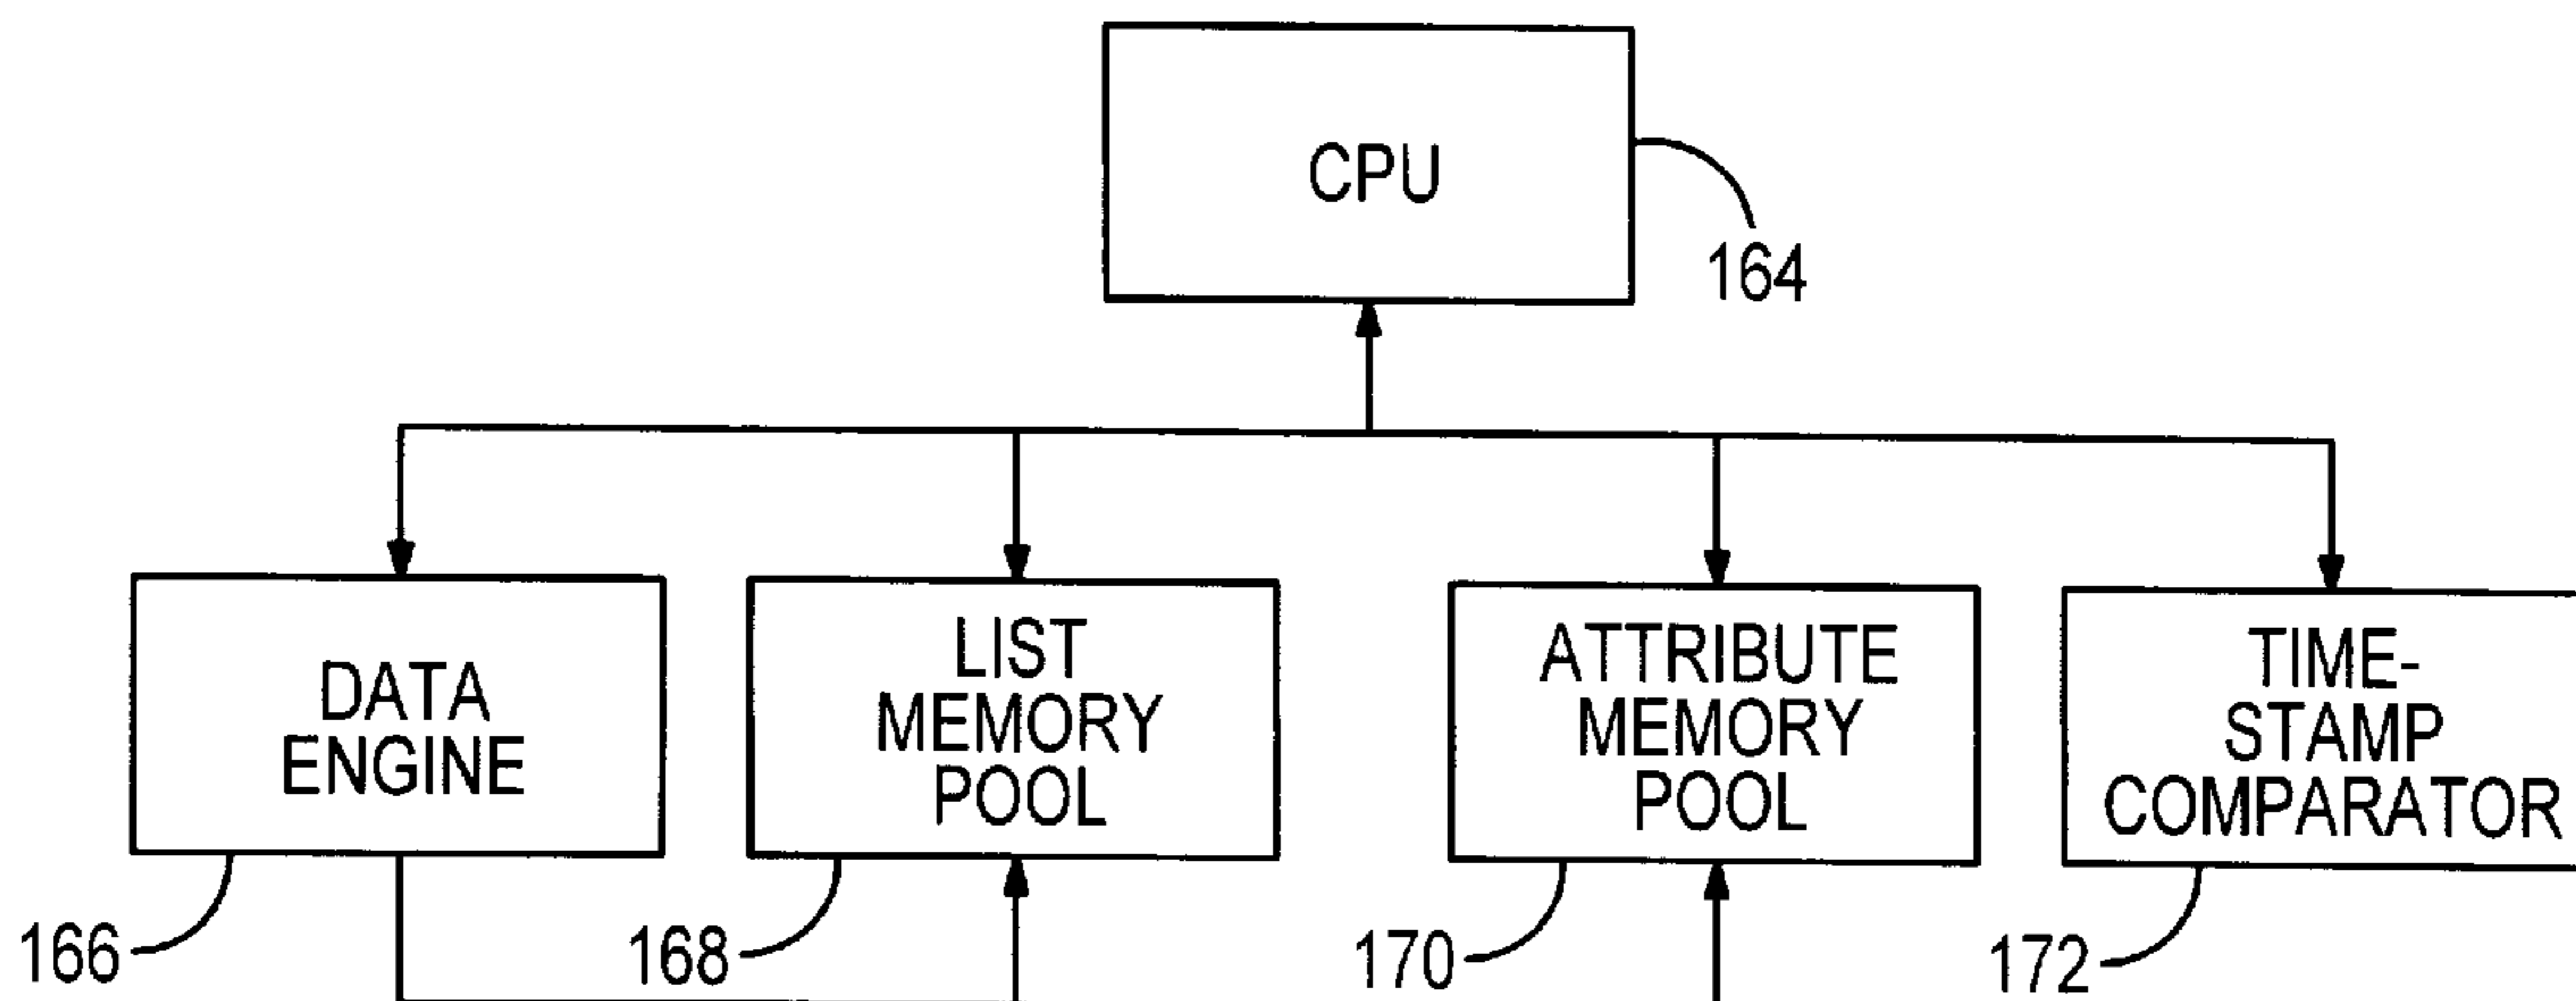 CPU
164
DATA
ENGINE
LIST
MEMORY
POOL
ATTRIBUTE
MEMORY
POOL
TIME-
STAMP
COMPARATOR
166
168
170
172